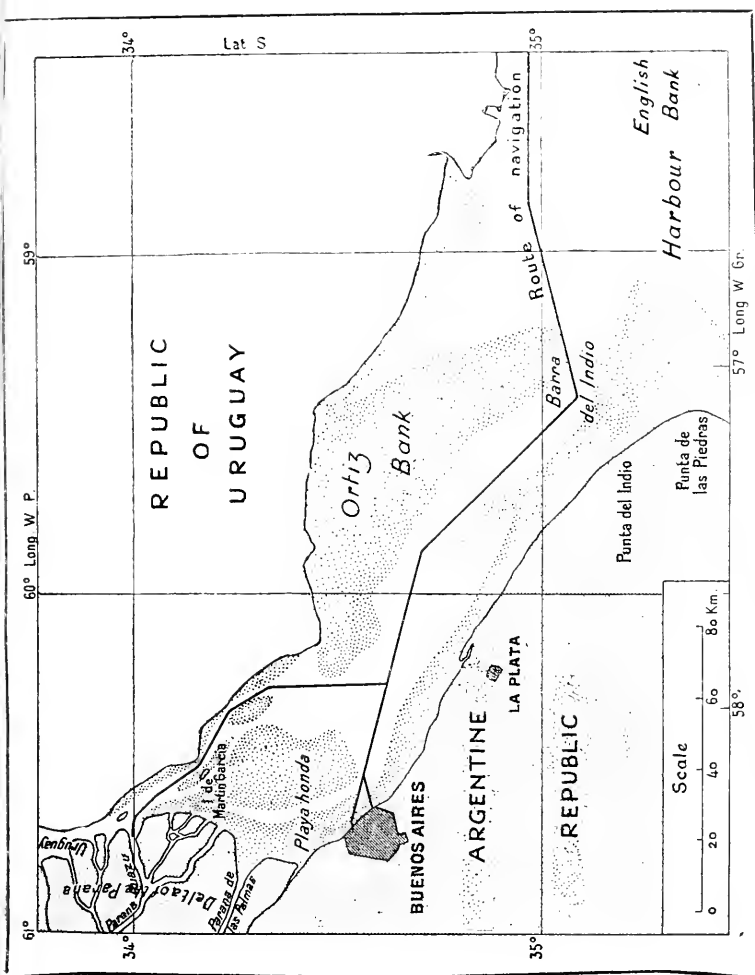 34°
Lat S
35°
59°
57° Long W Gr.
60° Long W P.
61°
34°
35°
58°
REPUBLIC
OF
URUGUAY
Route of navigation
English
Harbour Bank
Ortiz
Bank
Barra
del Indio
Punta del Indio
Punta de
las Piedras
Uruguay
Parana Guazu
Delta of the Parana
Parana de
las Palmas
I de
Martin Garcia
Playa honda
BUENOS AIRES
LA PLATA
ARGENTINE
REPUBLIC
Scale
0 20 40 60 80 Km.